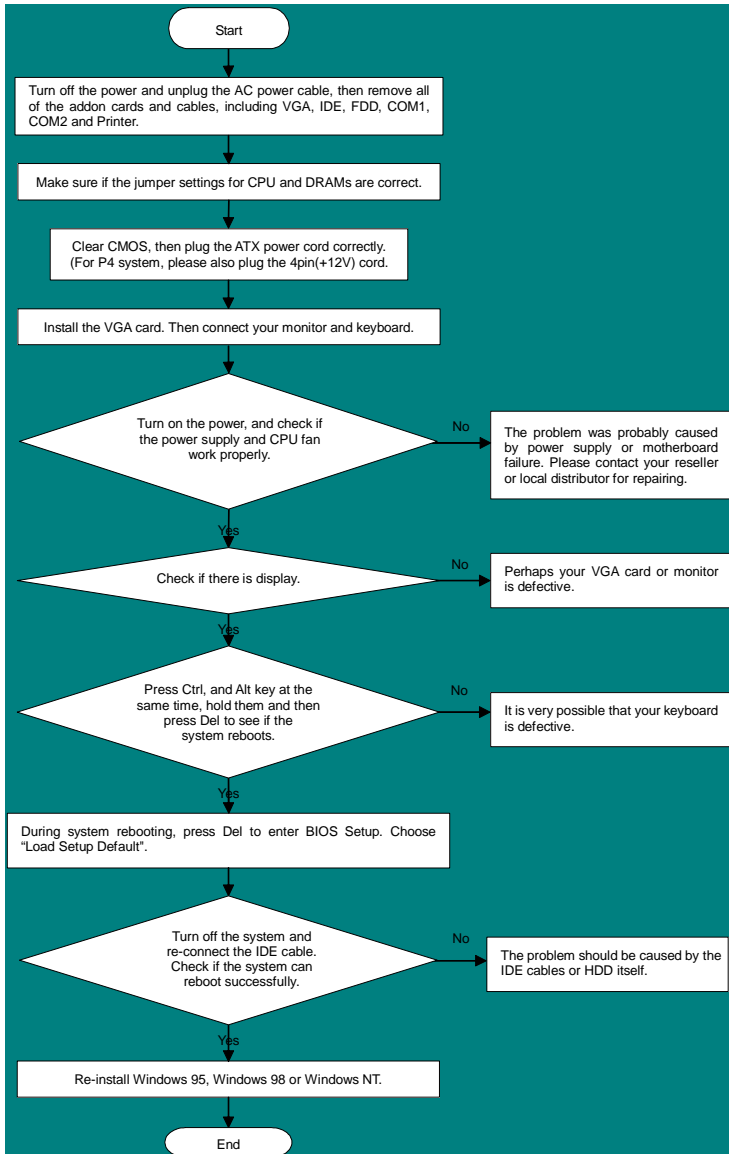 Start
Turn off the power and unplug the AC power cable, then remove all
of the addon cards and cables, including VGA, IDE, FDD, COM1,
COM2 and Printer.
Make sure if the jumper settings for CPU and DRAMs are correct.
Clear CMOS, then plug the ATX power cord correctly.
(For P4 system, please also plug the 4pin(+12V) cord.
Install the VGA card. Then connect your monitor and keyboard.
Turn on the power, and check if
the power supply and CPU fan
work properly.
No
The problem was probably caused
by power supply or motherboard
failure. Please contact your reseller
or local distributor for repairing.
Yes
Check if there is display.
No
Perhaps your VGA card or monitor
is defective.
Yes
Press Ctrl, and Alt key at the
same time, hold them and then
press Del to see if the
system reboots.
No
It is very possible that your keyboard
is defective.
Yes
During system rebooting, press Del to enter BIOS Setup. Choose
“Load Setup Default”.
Turn off the system and
re-connect the IDE cable.
Check if the system can
reboot successfully.
No
The problem should be caused by the
IDE cables or HDD itself.
Yes
Re-install Windows 95, Windows 98 or Windows NT.
End